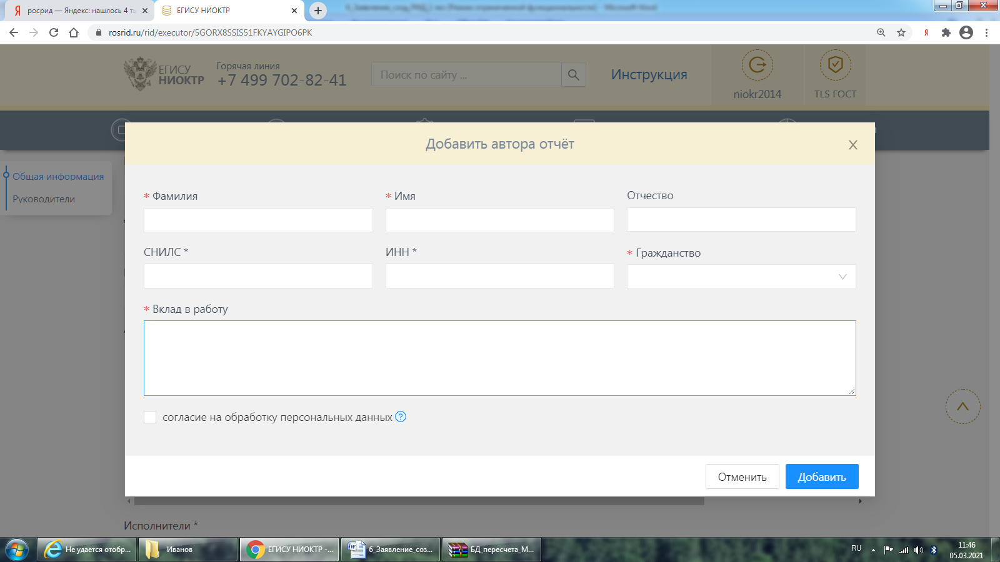 росрид — Яндекс: нашлось 4 ты
ЕГИСУ НИОКТР
rosrid.ru/rid/executor/5GORX8SSIS51FKYAYGIPO6PK
ЕГИСУ
НИОКТР
Горячая линия
+7 499 702-82-41
Поиск по сайту ...
Инструкция
niokr2014
TLS ГОСТ
Добавить автора отчёт
Общая информация
Руководители
* Фамилия
* Имя
Отчество
СНИЛС *
ИНН *
* Гражданство
* Вклад в работу
согласие на обработку персональных данных
Отменить
Добавить
Исполнители *
Не удается отобр...
Иванов
ЕГИСУ НИОКТР -...
6_Заявление_соз...
БД_пересчета_М...
RU
11:46
05.03.2021